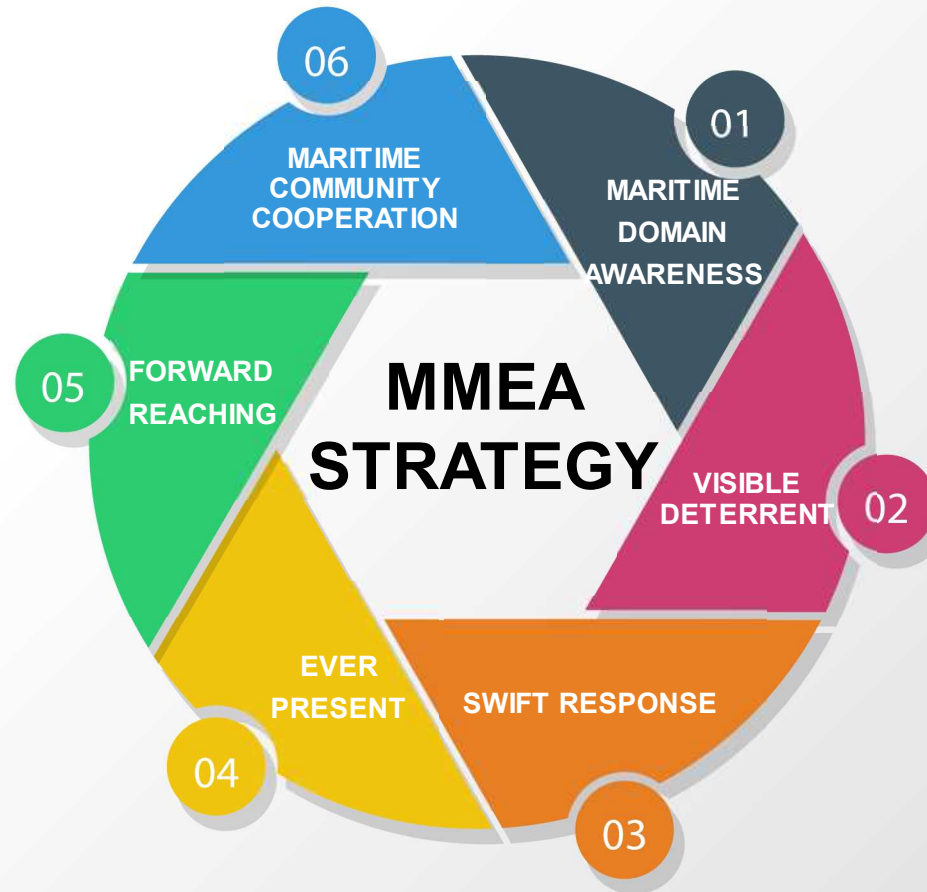 MMEA
STRATEGY
01
MARITIME
DOMAIN
AWARENESS
02
VISIBLE
DETERRENT
03
SWIFT RESPONSE
04
EVER
PRESENT
05
FORWARD
REACHING
06
MARITIME
COMMUNITY
COOPERATION